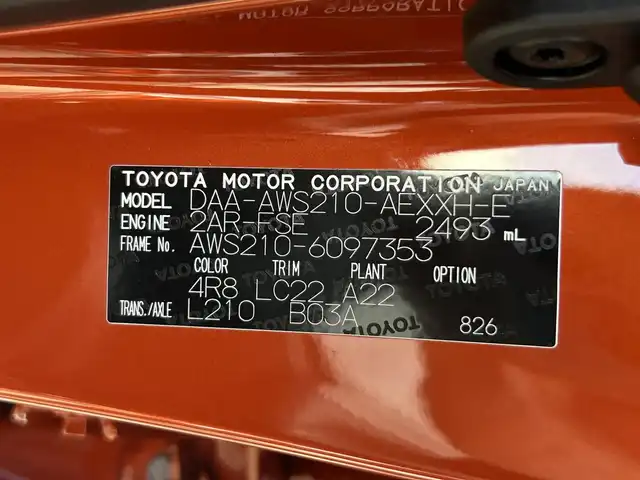 TOYOTA MOTOR CORPORATION JAPAN
MODEL DAA-AWS210-AEXXH-E
ENGINE 2AR-FSE 2493 mL
FRAME No. AWS210-6097353
COLOR TRIM PLANT OPTION
4R8 LC22 A22
TRANS./AXLE L210 B03A 826